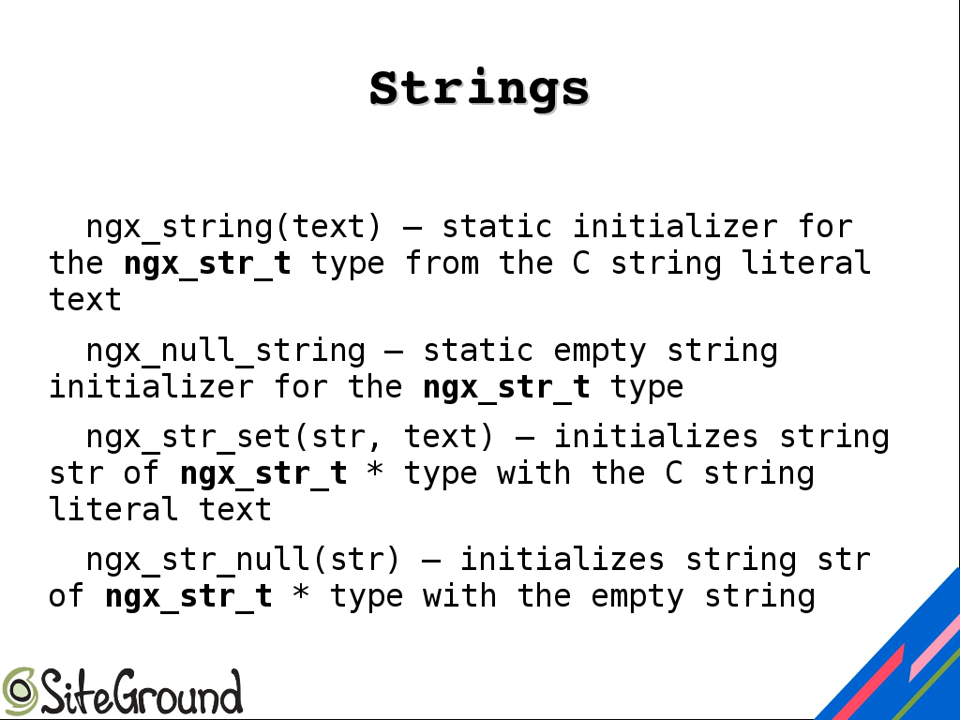 Strings
ngx_string(text) – static initializer for
the ngx_str_t type from the C string literal
text
ngx_null_string – static empty string
initializer for the ngx_str_t type
ngx_str_set(str, text) – initializes string
str of ngx_str_t * type with the C string
literal text
ngx_str_null(str) – initializes string str
of ngx_str_t * type with the empty string
SiteGround